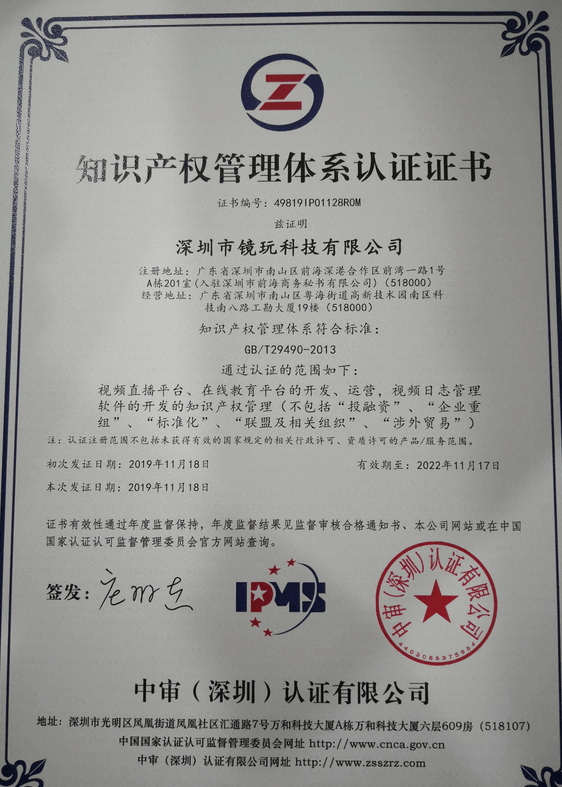 知识产权管理体系认证证书
证书编号：49819IP01128R0M
兹证明
深圳市镜玩科技有限公司
注册地址：广东省深圳市南山区前海深港合作区前湾一路1号
A栋201室(入驻深圳市前海商务秘书有限公司)（518000）
经营地址：广东省深圳市南山区粤海街道高新技术园南区科
技南八路工勘大厦19楼（518000）
知识产权管理体系符合标准：
GB/T29490-2013
通过认证的范围如下：
视频直播平台、在线教育平台的开发、运营，视频日志管理
软件的开发的知识产权管理（不包括“投融资”、“企业重
组”、“标准化”、“联盟及相关组织”、“涉外贸易”）
注：认证注册范围不包括未获得有效的国家规定的相关行政许可、资质许可的产品/服务范围。
初次发证日期：2019年11月18日 有效期至：2022年11月17日
本次发证日期：2019年11月18日
证书有效性通过年度监督保持，年度监督结果见监督审核合格通知书、本公司网站或在中国
国家认证认可监督管理委员会官方网站查询。
签发：
IPMS
中审（深圳）认证有限公司
中审（深圳）认证有限公司
地址：深圳市光明区凤凰街道凤凰社区汇通路7号万和科技大厦A栋万和科技大厦六层609房（518107）
中国国家认证认可监督管理委员会网址 http://www.cnca.gov.cn
中审（深圳）认证有限公司网址 http://www.zsszrz.com